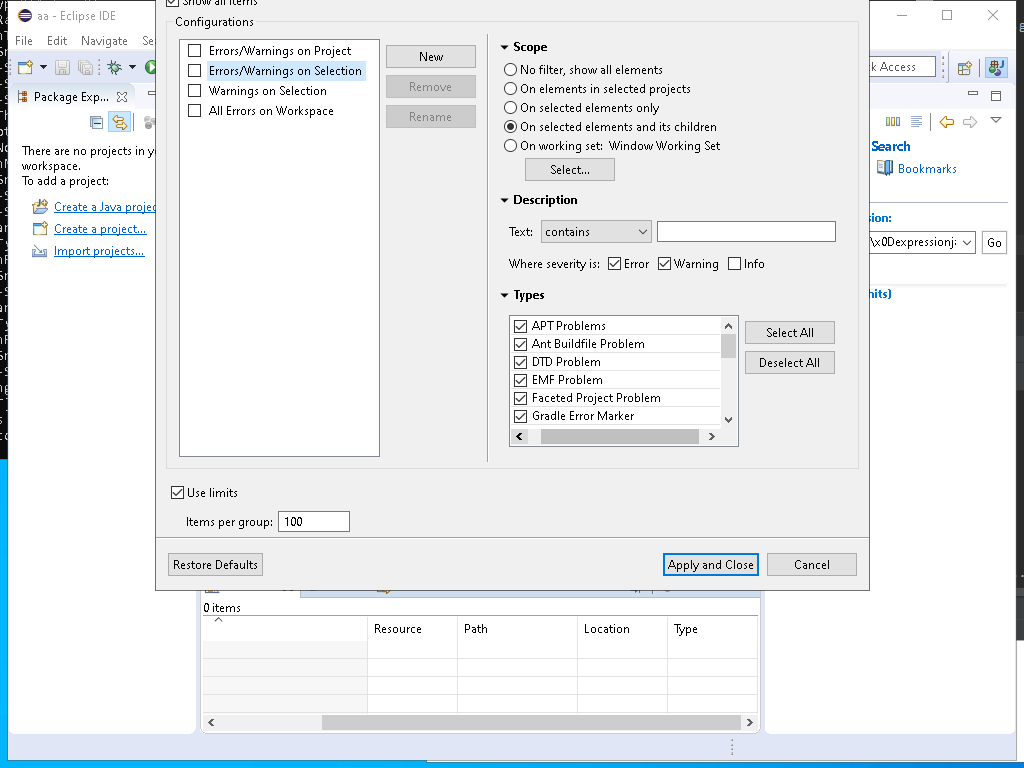 aa - Eclipse IDE
Show all items
File Edit Navigate Se
Configurations
Errors/Warnings on Project
Errors/Warnings on Selection
Warnings on Selection
All Errors on Workspace
New
Remove
Rename
Scope
No filter, show all elements
On elements in selected projects
On selected elements only
On selected elements and its children
On working set: Window Working Set
Select...
Description
Text: contains
Where severity is: Error Warning Info
Types
APT Problems
Ant Buildfile Problem
DTD Problem
EMF Problem
Faceted Project Problem
Gradle Error Marker
Select All
Deselect All
Use limits
Items per group: 100
Restore Defaults
Apply and Close
Cancel
Package Exp...
There are no projects in y
workspace.
To add a project:
Create a Java projec
Create a project...
Import projects...
k Access
Search
Bookmarks
sion:
\x0Dexpressionj
Go
hits)
0 items
Resource Path Location Type